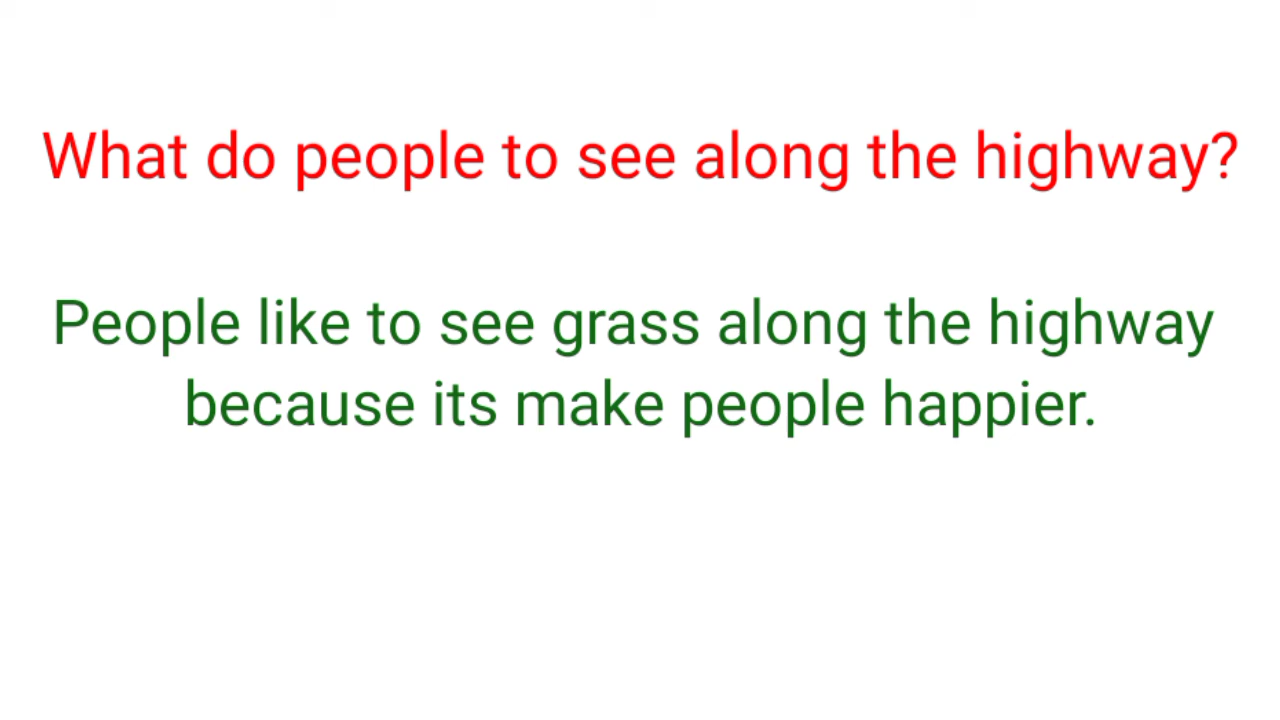 What do people to see along the highway?
People like to see grass along the highway
because its make people happier.